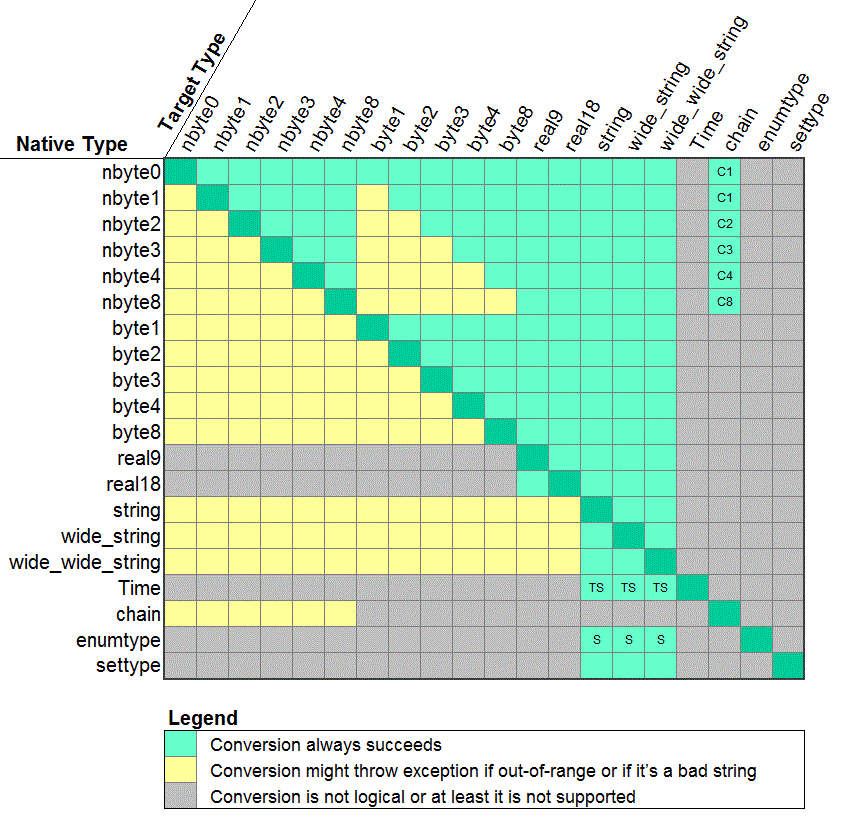 Target Type
nbyte0
nbyte1
nbyte2
nbyte3
nbyte4
nbyte8
byte1
byte2
byte3
byte4
byte8
real9
real18
string
wide_string
wide_wide_string
Time
chain
enumtype
settype
Native Type
nbyte0 C1
nbyte1 C1
nbyte2 C2
nbyte3 C3
nbyte4 C4
nbyte8 C8
byte1
byte2
byte3
byte4
byte8
real9
real18
string
wide_string
wide_wide_string
Time TS TS TS
chain
enumtype S S S
settype
Legend
Conversion always succeeds
Conversion might throw exception if out-of-range or if it's a bad string
Conversion is not logical or at least it is not supported